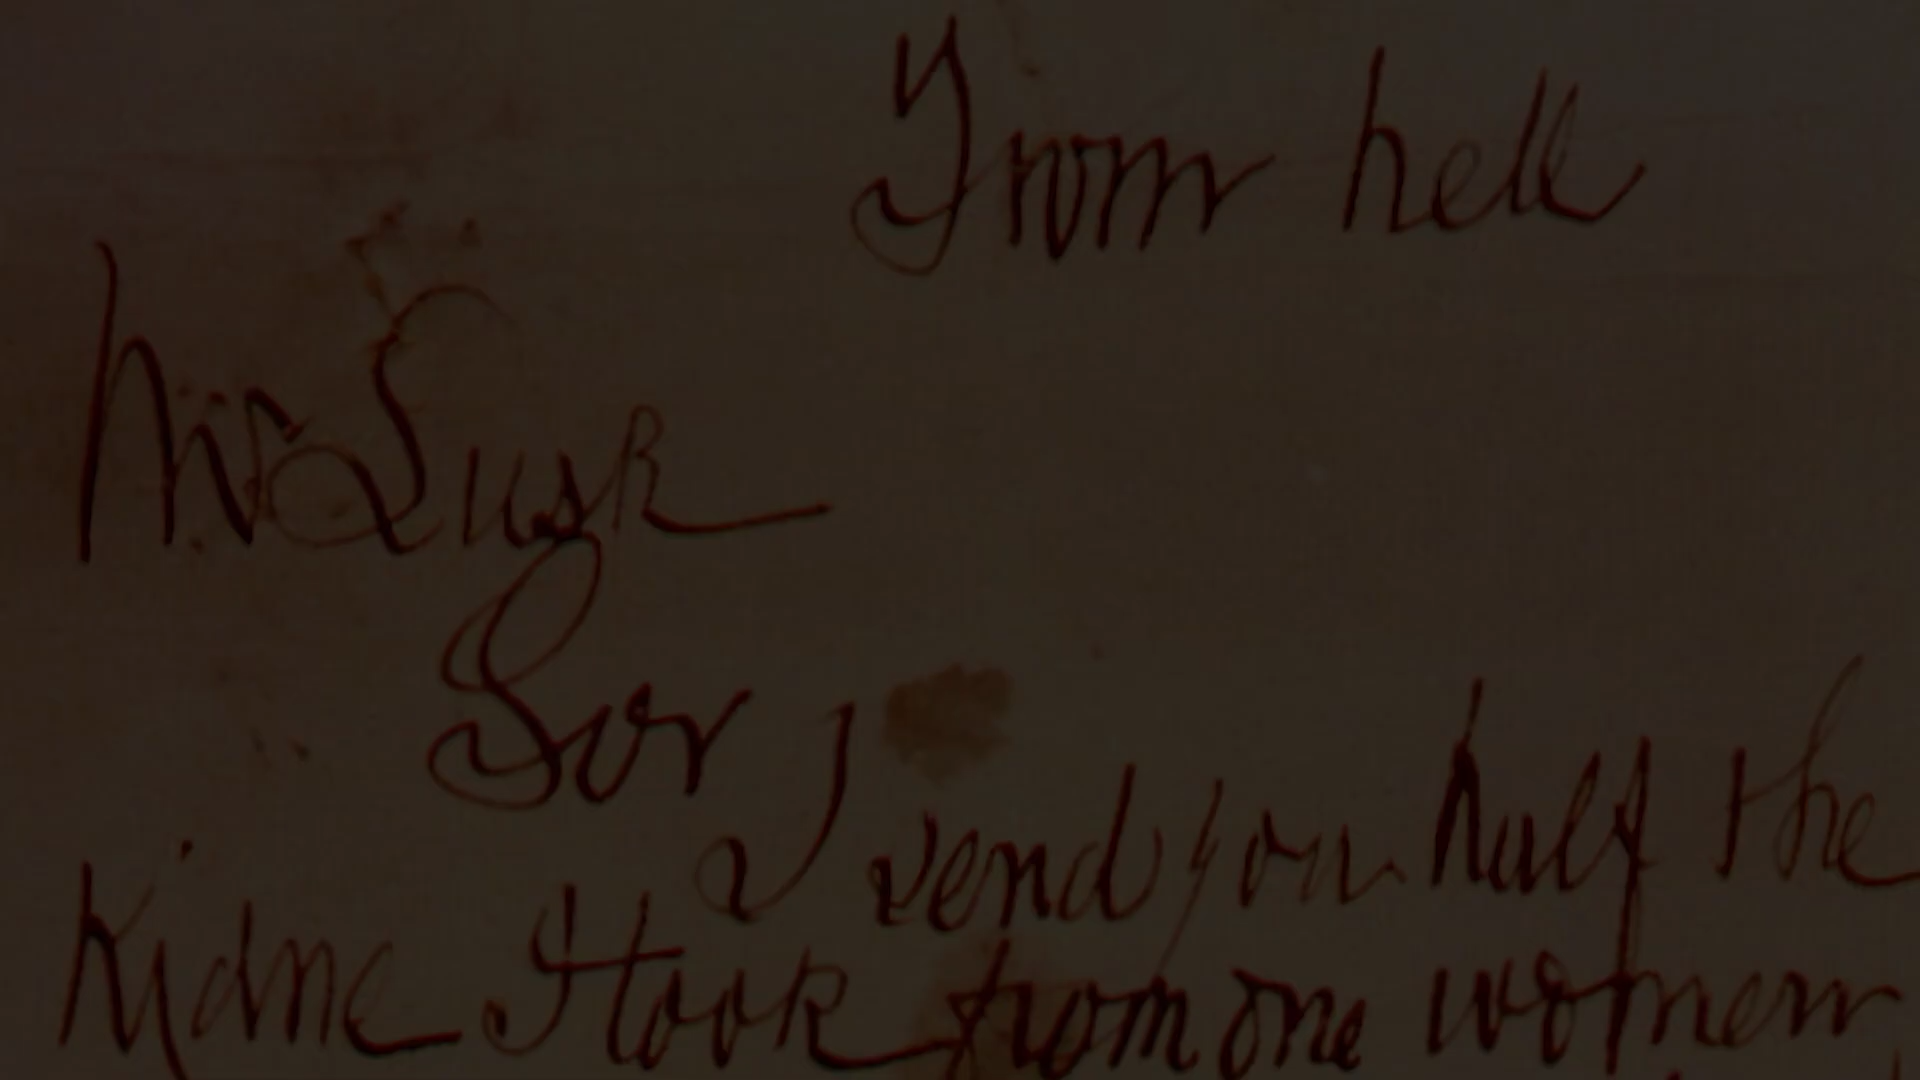 From hell
Mr Lusk
Sor
I send you half the
Kidne I took from one women